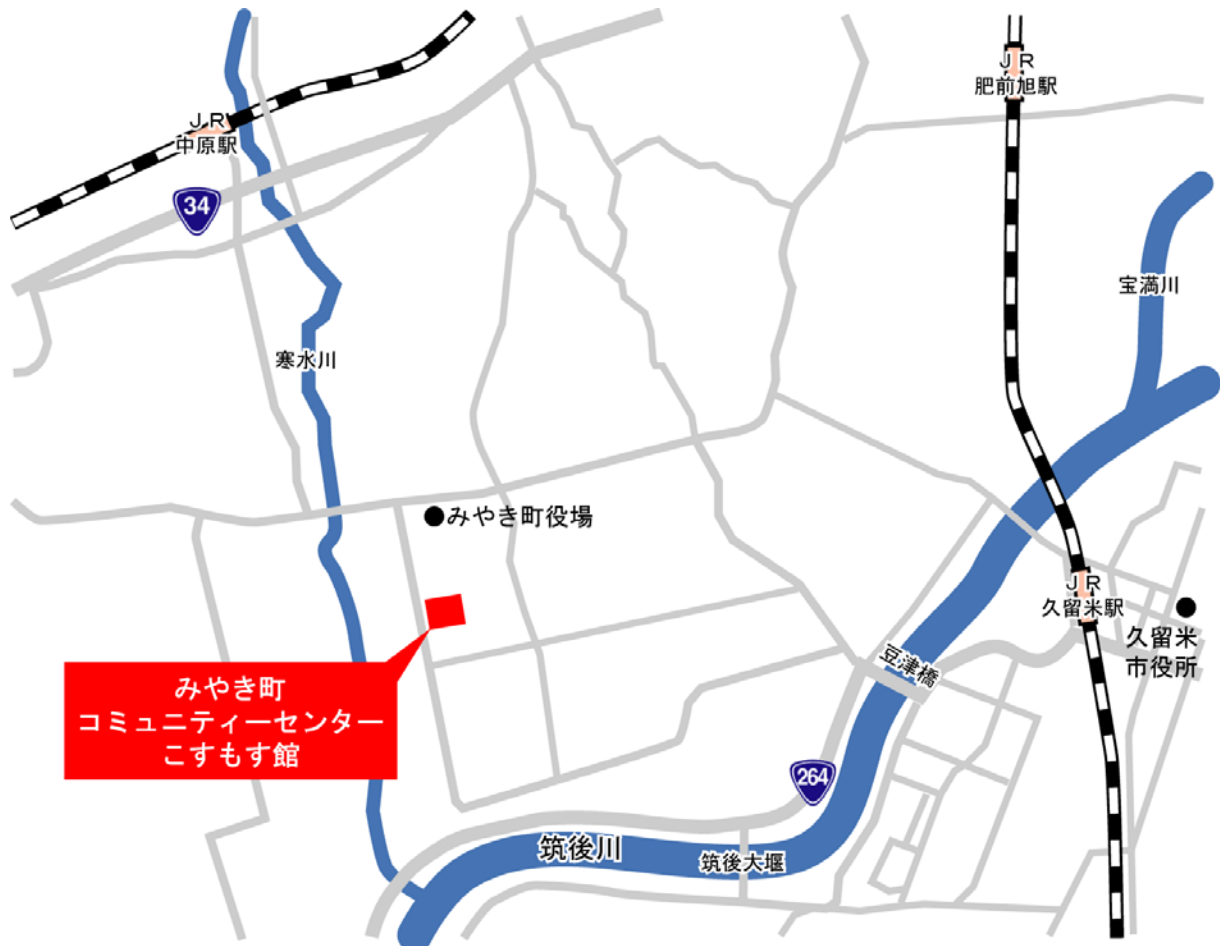 ＪＲ
肥前旭駅
ＪＲ
中原駅
34
宝満川
寒水川
みやき町役場
ＪＲ
久留米駅
久留米
市役所
豆津橋
みやき町
コミュニティーセンター
こすもす館
264
筑後川
筑後大堰